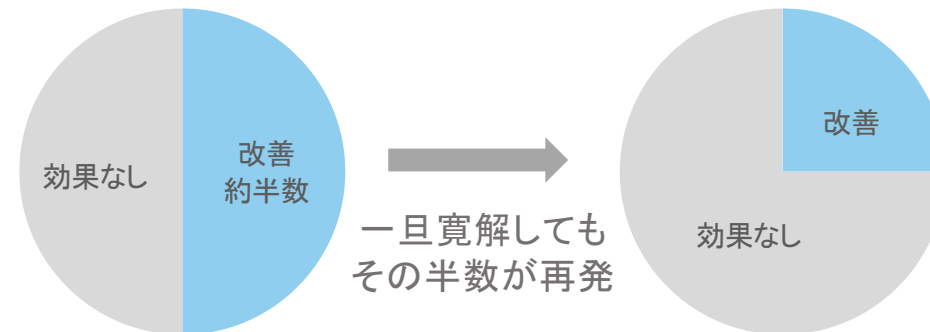 効果なし
改善
約半数
一旦寛解しても
その半数が再発
改善
効果なし